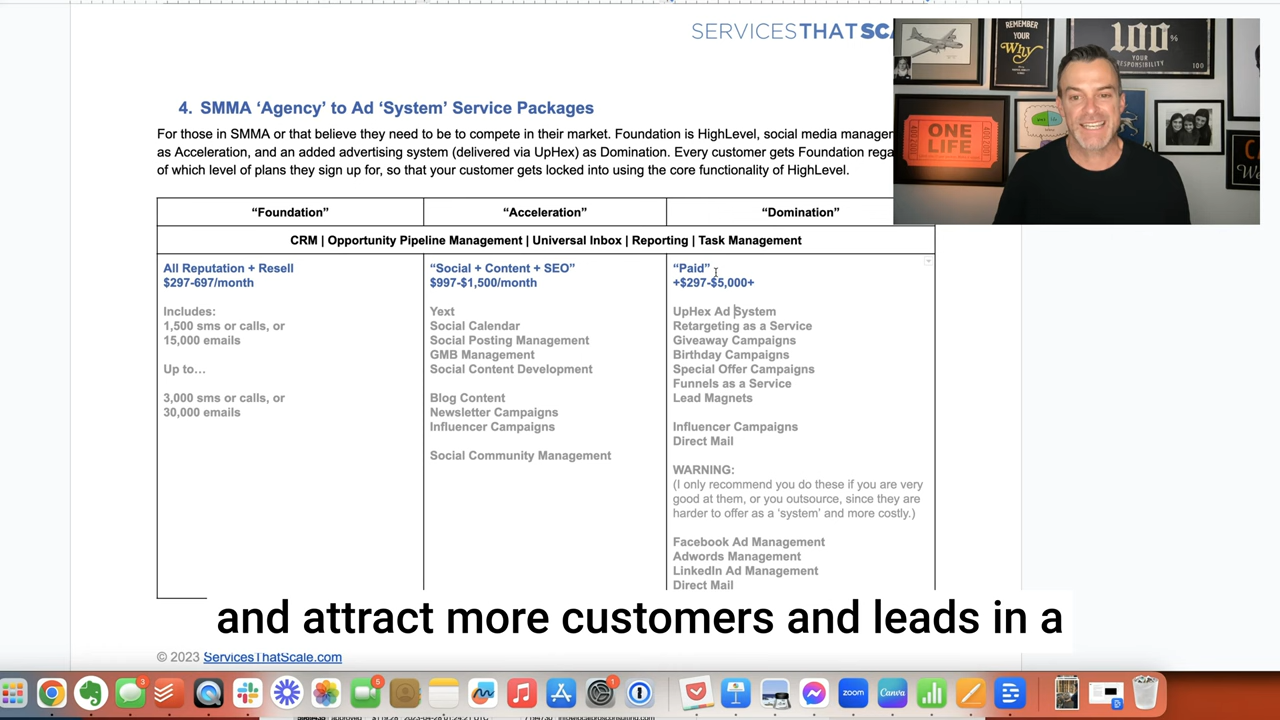 SERVICESTHATSCA
4. SMMA ‘Agency’ to Ad ‘System’ Service Packages
For those in SMMA or that believe they need to be to compete in their market. Foundation is HighLevel, social media
as Acceleration, and an added advertising system (delivered via UpHex) as Domination. Every customer gets Foundation
of which level of plans they sign up for, so that your customer gets locked into using the core functionality of HighLevel.
“Foundation”
“Acceleration”
“Domination”
CRM | Opportunity Pipeline Management | Universal Inbox | Reporting | Task Management
All Reputation + Resell
$297-697/month
Includes:
1,500 sms or calls, or
15,000 emails
Up to…
3,000 sms or calls, or
30,000 emails
“Social + Content + SEO”
$997-$1,500/month
Yext
Social Calendar
Social Posting Management
GMB Management
Social Content Development
Blog Content
Newsletter Campaigns
Influencer Campaigns
Social Community Management
“Paid”
+$297-$5,000+
UpHex Ad System
Retargeting as a Service
Giveaway Campaigns
Birthday Campaigns
Special Offer Campaigns
Funnels as a Service
Lead Magnets
Influencer Campaigns
Direct Mail
WARNING:
(I only recommend you do these if you are very
good at them, or you outsource, since they are
harder to offer as a ‘system’ and more costly.)
Facebook Ad Management
Adwords Management
LinkedIn Ad Management
Direct Mail
REMEMBER
YOUR
Why
100%
YOUR
RESPONSIBILITY
100
ONE
LIFE
and attract more customers and leads in a
© 2023 ServicesThatScale.com
3
5
1
zoom
Canva